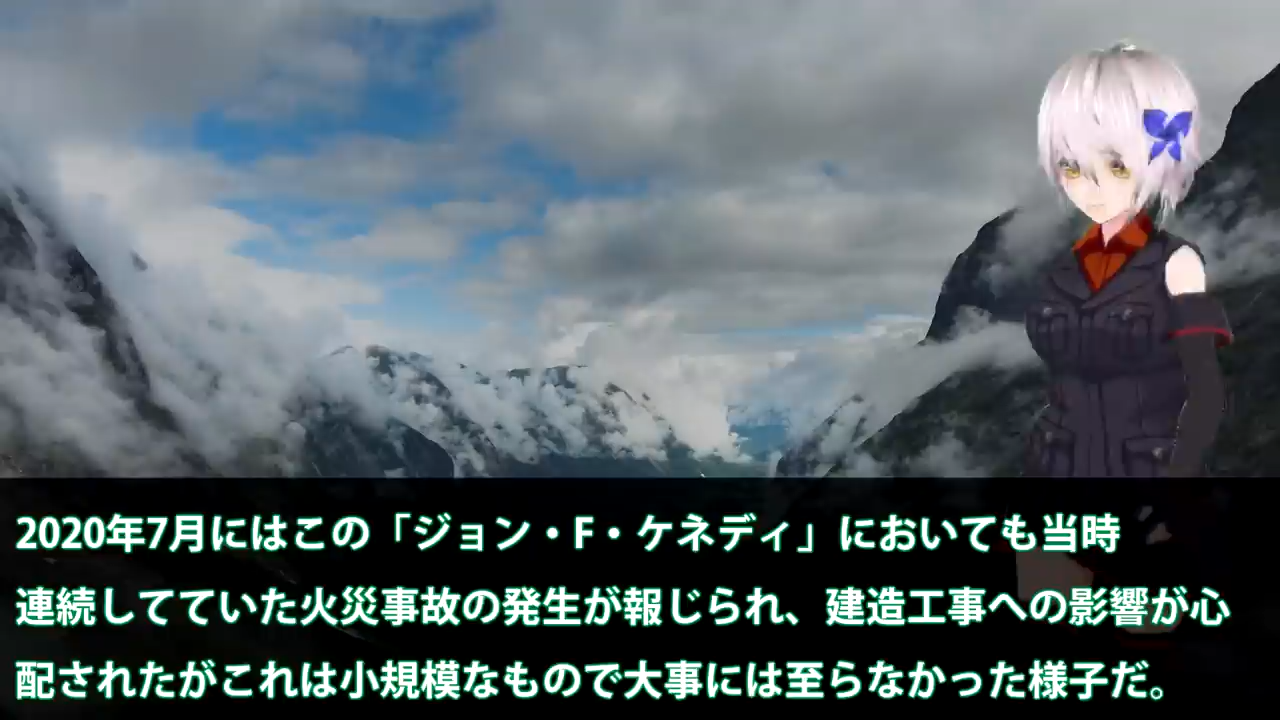 2020年7月にはこの「ジョン・F・ケネディ」においても当時
連続してていた火災事故の発生が報じられ、建造工事への影響が心
配されたがこれは小規模なもので大事には至らなかった様子だ。